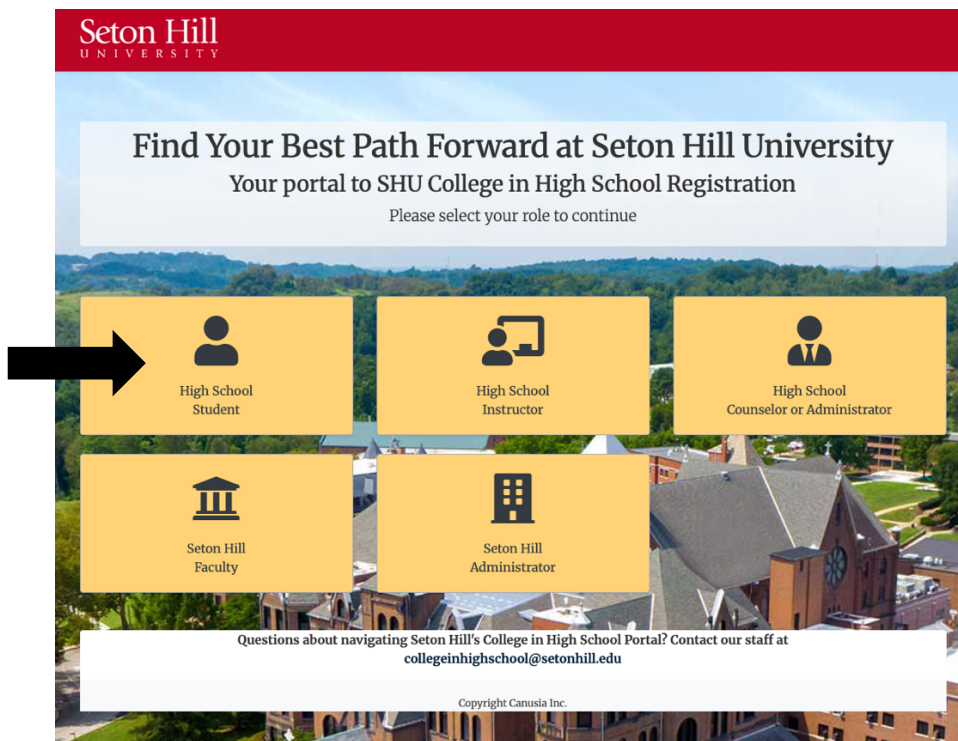 Seton Hill
UNIVERSITY
Find Your Best Path Forward at Seton Hill University
Your portal to SHU College in High School Registration
Please select your role to continue
High School
Student
High School
Instructor
High School
Counselor or Administrator
Seton Hill
Faculty
Seton Hill
Administrator
Questions about navigating Seton Hill's College in High School Portal? Contact our staff at
collegeinhighschool@setonhill.edu
Copyright Canusia Inc.